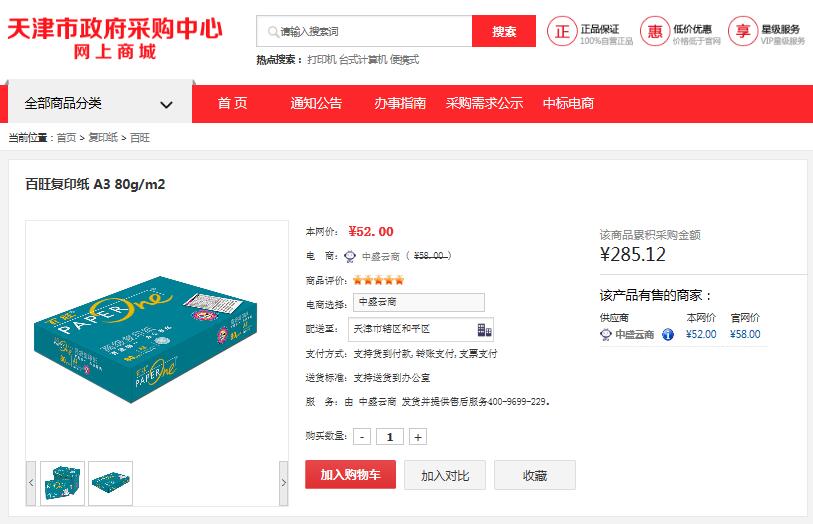 天津市政府采购中心
网上商城
请输入搜索词
搜索
热点搜索： 打印机 台式计算机 便携式
正 正品保证
100%自营正品
惠 低价优惠
价格低于官网
享 星级服务
VIP星级服务
全部商品分类
首 页 通知公告 办事指南 采购需求公示 中标电商
当前位置：首页 > 复印纸 > 百旺
百旺复印纸 A3 80g/m2
PAPER One
PAPER One
本网价： ¥52.00
电 商： 中盛云商 ( ¥58.00 )
商品评价：
电商选择： 中盛云商
配送至： 天津市辖区和平区
支付方式：支持货到付款, 转账支付, 支票支付
送货标准：支持送货到办公室
服 务：由 中盛云商 发货并提供售后服务400-9699-229。
购买数量： - 1 +
加入购物车 加入对比 收藏
该商品累积采购金额
¥285.12
该产品有售的商家：
供应商 本网价 官网价
中盛云商 ¥52.00 ¥58.00